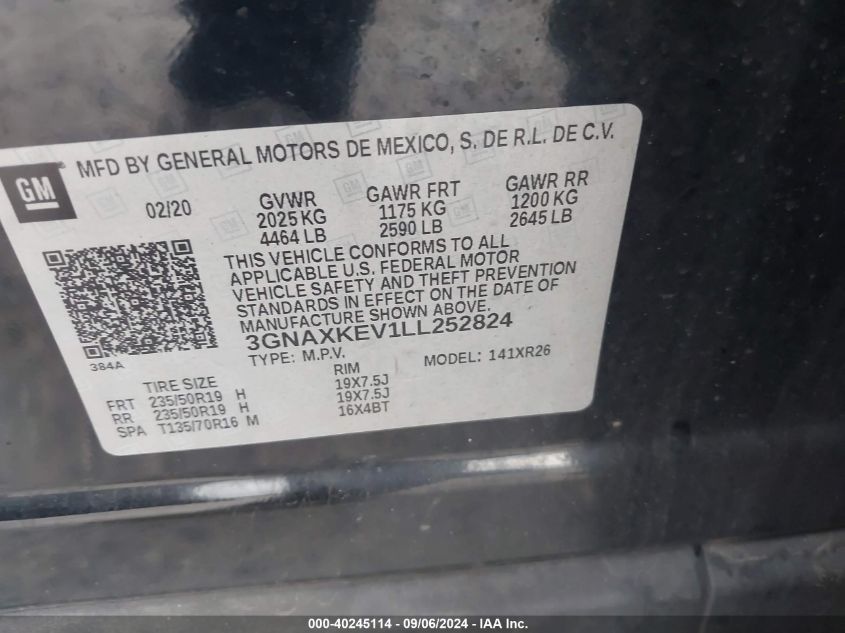 GM
MFD BY GENERAL MOTORS DE MEXICO, S. DE R.L. DE C.V.
02/20
GVWR GAWR FRT GAWR RR
2025 KG 1175 KG 1200 KG
4464 LB 2590 LB 2645 LB
THIS VEHICLE CONFORMS TO ALL
APPLICABLE U.S. FEDERAL MOTOR
VEHICLE SAFETY AND THEFT PREVENTION
STANDARDS IN EFFECT ON THE DATE OF
MANUFACTURE SHOWN ABOVE.
3GNAXKEV1LL252824
384A
TYPE: M.P.V. MODEL: 141XR26
TIRE SIZE RIM
FRT 235/50R19 H 19X7.5J
RR 235/50R19 H 19X7.5J
SPA T135/70R16 M 16X4BT
000-40245114 - 09/06/2024 - IAA Inc.